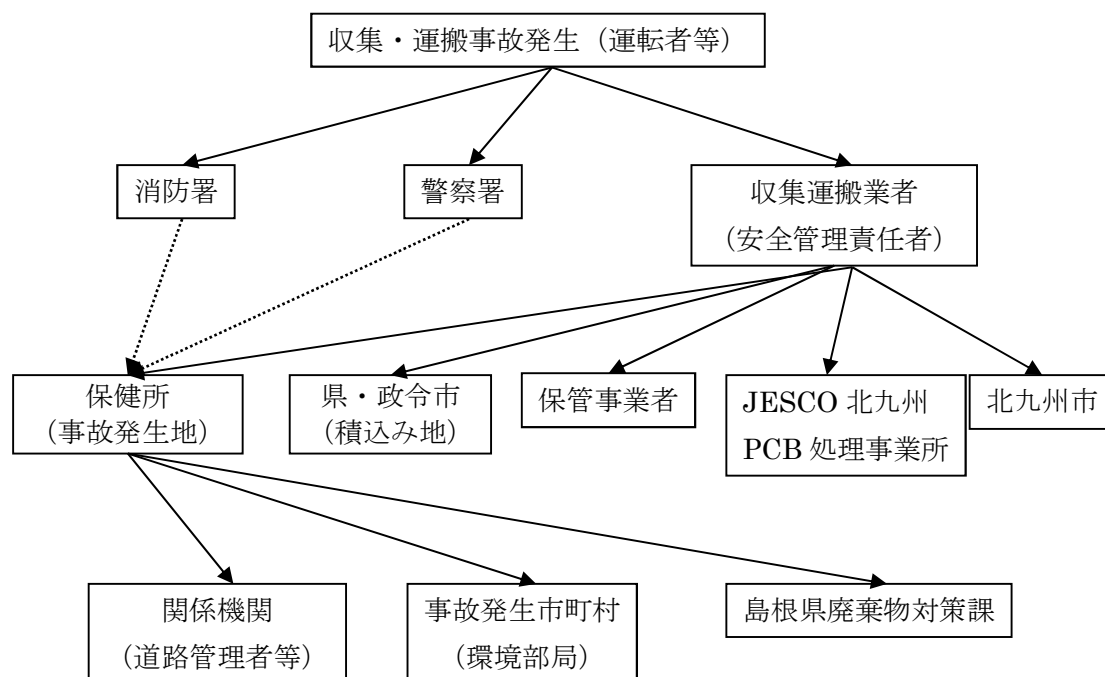 収集・運搬事故発生（運転者等）
消防署
警察署
収集運搬業者
（安全管理責任者）
保健所
（事故発生地）
県・政令市
（積込み地）
保管事業者
JESCO 北九州
PCB 処理事業所
北九州市
関係機関
（道路管理者等）
事故発生市町村
（環境部局）
島根県廃棄物対策課